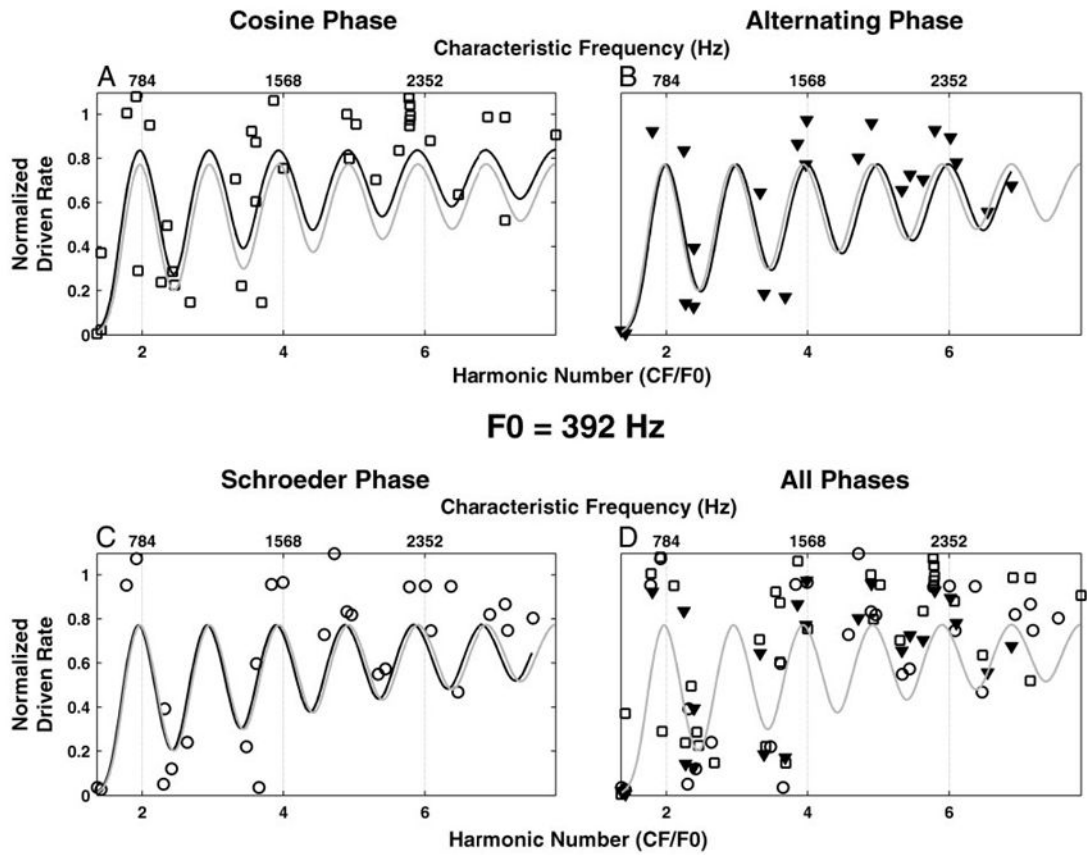 Cosine Phase
Characteristic Frequency (Hz)
A
784 1568 2352
Normalized
Driven Rate
1
0.8
0.6
0.4
0.2
0
2 4 6
Harmonic Number (CF/F0)
Alternating Phase
B
784 1568 2352
2 4 6
F0 = 392 Hz
Schroeder Phase
Characteristic Frequency (Hz)
C
784 1568 2352
Normalized
Driven Rate
1
0.8
0.6
0.4
0.2
0
2 4 6
Harmonic Number (CF/F0)
All Phases
D
784 1568 2352
2 4 6